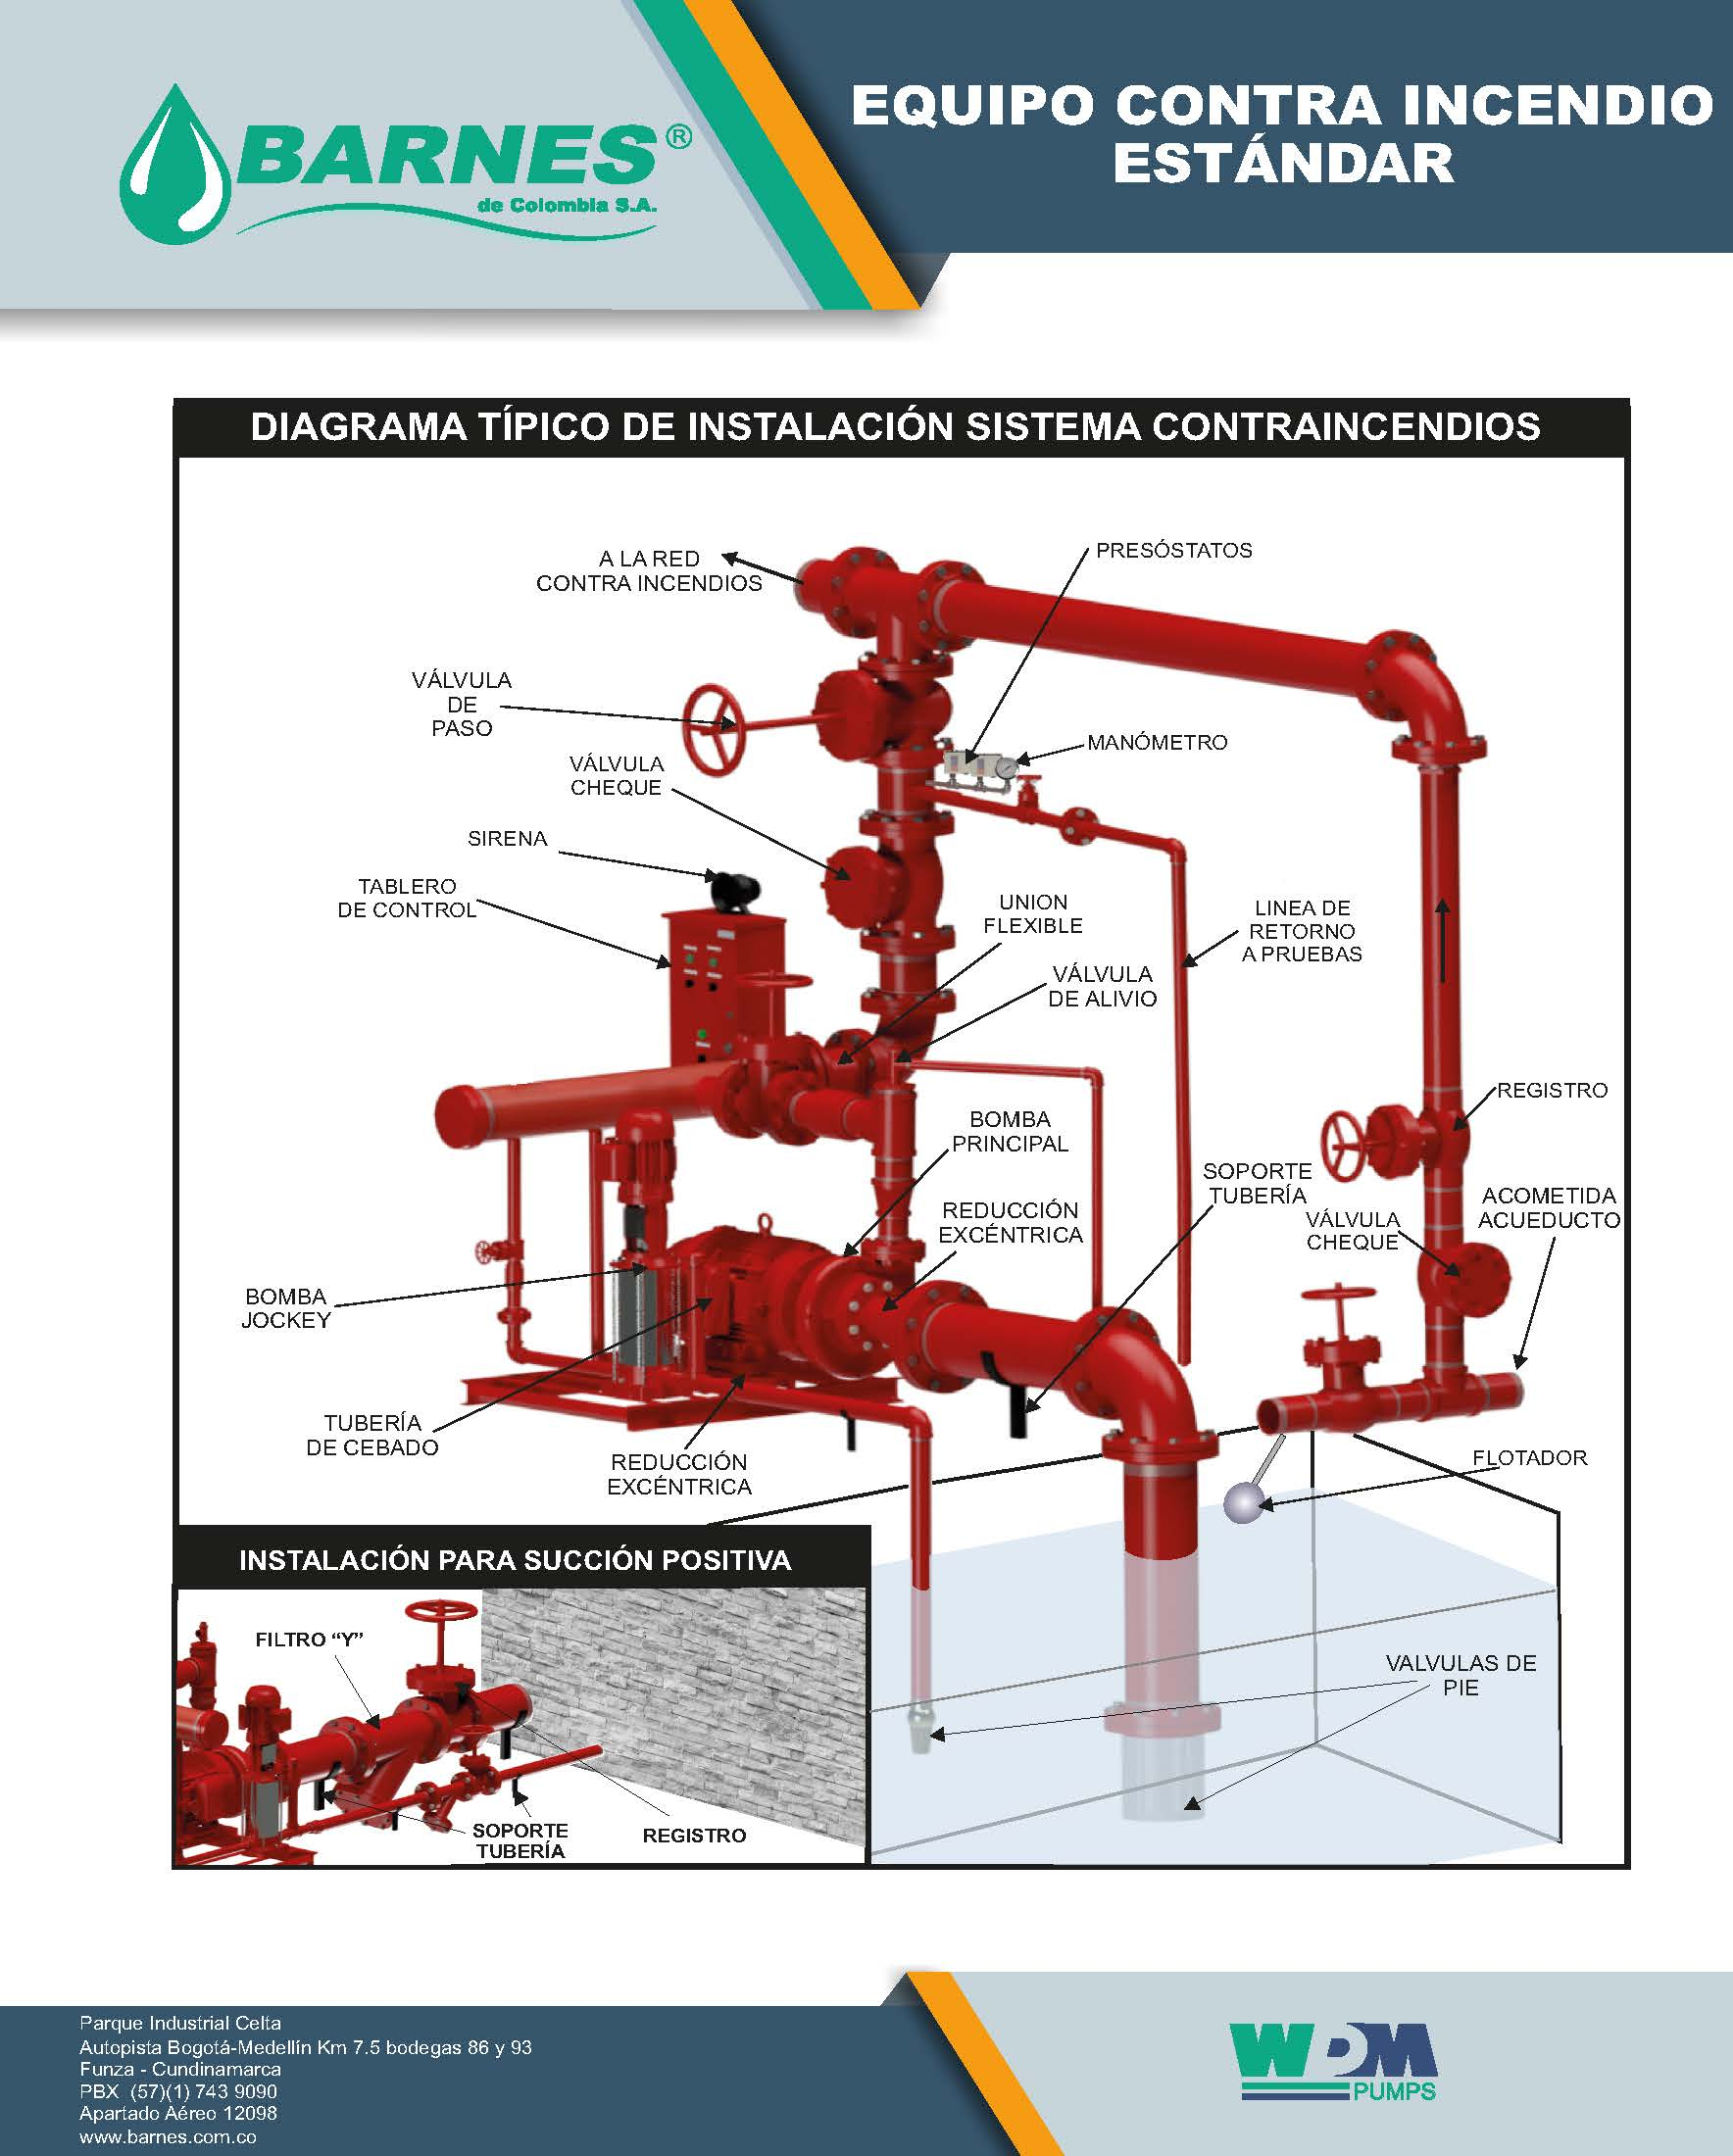 BARNES®
de Colombia S.A.
EQUIPO CONTRA INCENDIO
ESTÁNDAR
DIAGRAMA TÍPICO DE INSTALACIÓN SISTEMA CONTRAINCENDIOS
A LA RED
CONTRA INCENDIOS
PRESÓSTATOS
VÁLVULA
DE
PASO
MANÓMETRO
VÁLVULA
CHEQUE
SIRENA
TABLERO
DE CONTROL
UNION
FLEXIBLE
LINEA DE
RETORNO
A PRUEBAS
VÁLVULA
DE ALIVIO
REGISTRO
BOMBA
PRINCIPAL
SOPORTE
TUBERÍA
ACOMETIDA
ACUEDUCTO
REDUCCIÓN
EXCÉNTRICA
VÁLVULA
CHEQUE
BOMBA
JOCKEY
TUBERÍA
DE CEBADO
REDUCCIÓN
EXCÉNTRICA
FLOTADOR
INSTALACIÓN PARA SUCCIÓN POSITIVA
FILTRO “Y”
VALVULAS DE
PIE
SOPORTE
TUBERÍA
REGISTRO
Parque Industrial Celta
Autopista Bogotá-Medellín Km 7.5 bodegas 86 y 93
Funza - Cundinamarca
PBX (57)(1) 743 9090
Apartado Aéreo 12098
www.barnes.com.co
WDM
PUMPS